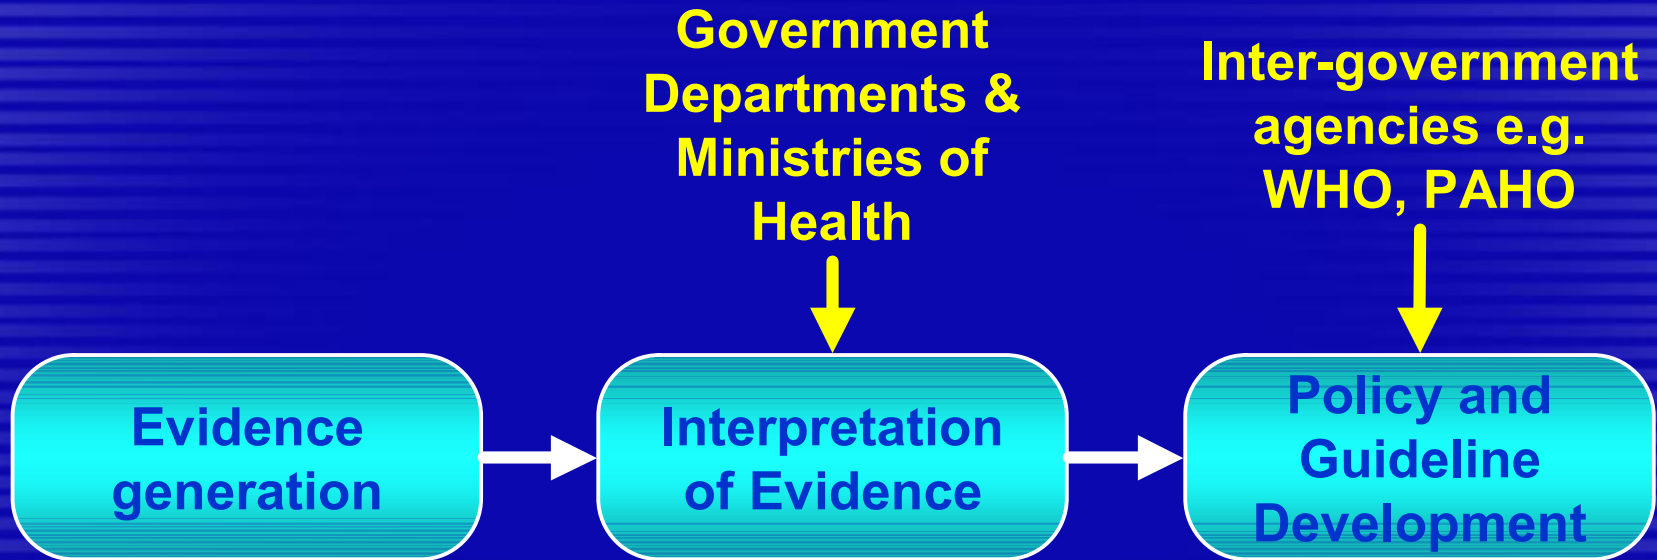 Government
Departments &
Ministries of
Health
Inter-government
agencies e.g.
WHO, PAHO
Evidence
generation
Interpretation
of Evidence
Policy and
Guideline
Development